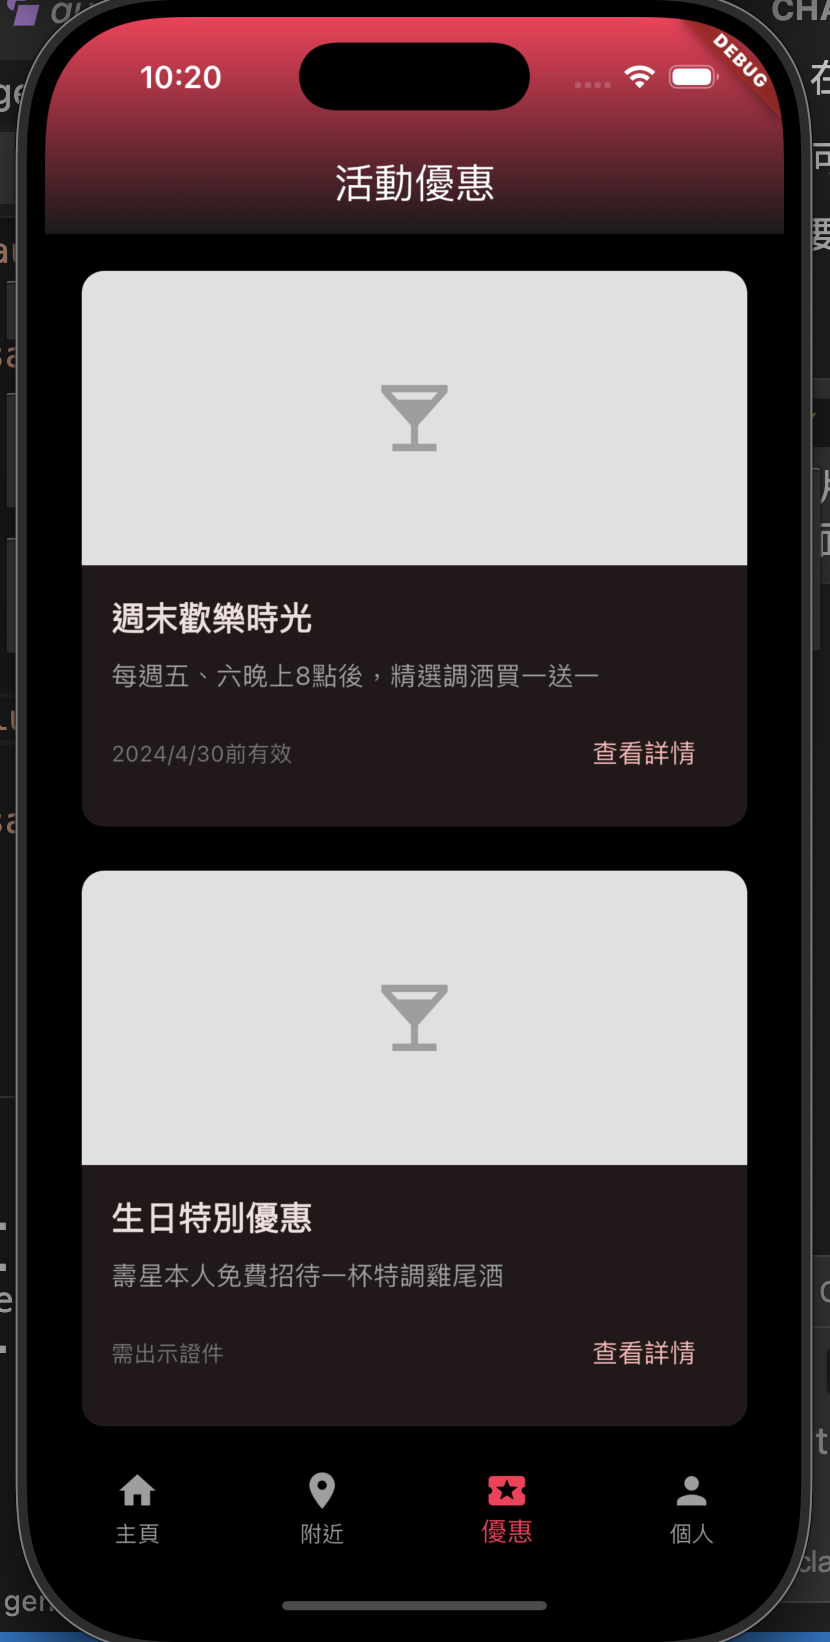 10:20
DEBUG
活動優惠
週末歡樂時光
每週五、六晚上8點後，精選調酒買一送一
2024/4/30前有效
查看詳情
生日特別優惠
壽星本人免費招待一杯特調雞尾酒
需出示證件
查看詳情
主頁
附近
優惠
個人